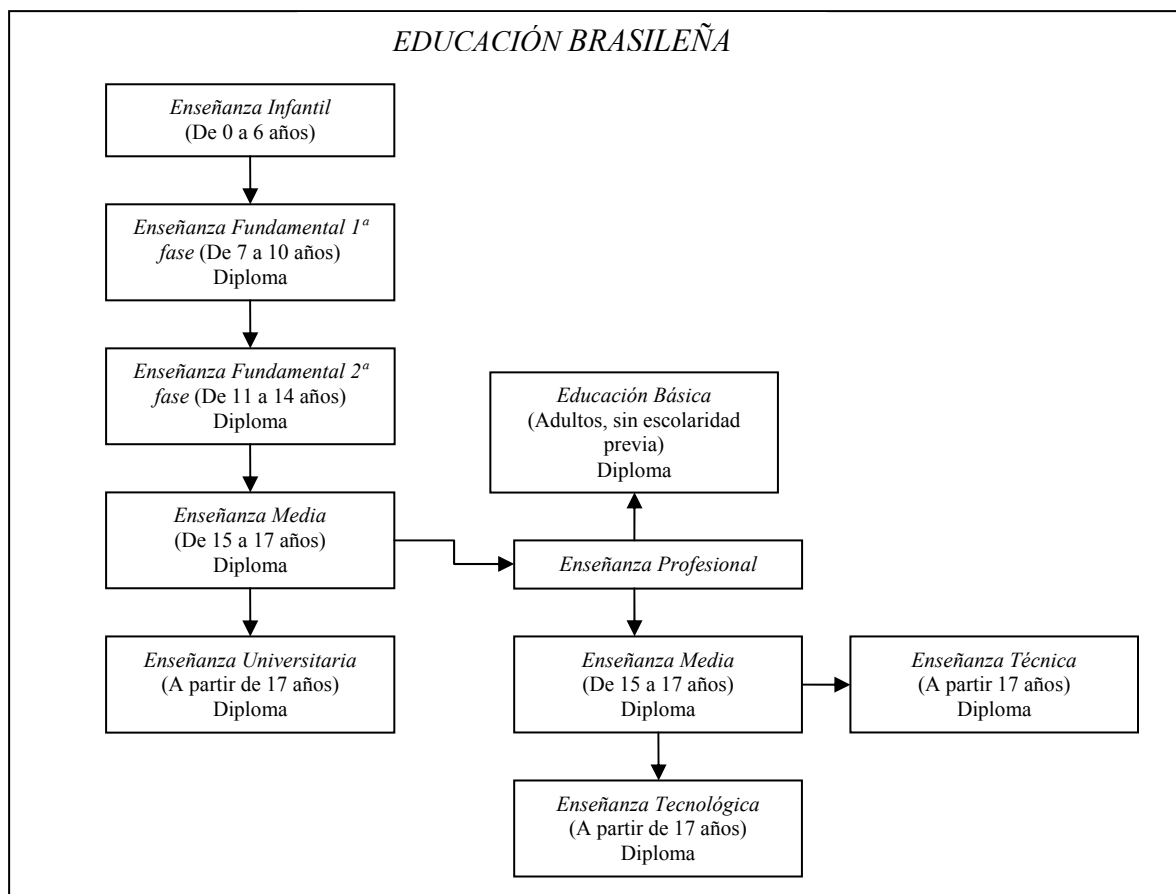 EDUCACIÓN BRASILEÑA
Enseñanza Infantil
(De 0 a 6 años)
Enseñanza Fundamental 1ª
fase (De 7 a 10 años)
Diploma
Enseñanza Fundamental 2ª
fase (De 11 a 14 años)
Diploma
Educación Básica
(Adultos, sin escolaridad
previa)
Diploma
Enseñanza Media
(De 15 a 17 años)
Diploma
Enseñanza Profesional
Enseñanza Universitaria
(A partir de 17 años)
Diploma
Enseñanza Media
(De 15 a 17 años)
Diploma
Enseñanza Técnica
(A partir 17 años)
Diploma
Enseñanza Tecnológica
(A partir de 17 años)
Diploma